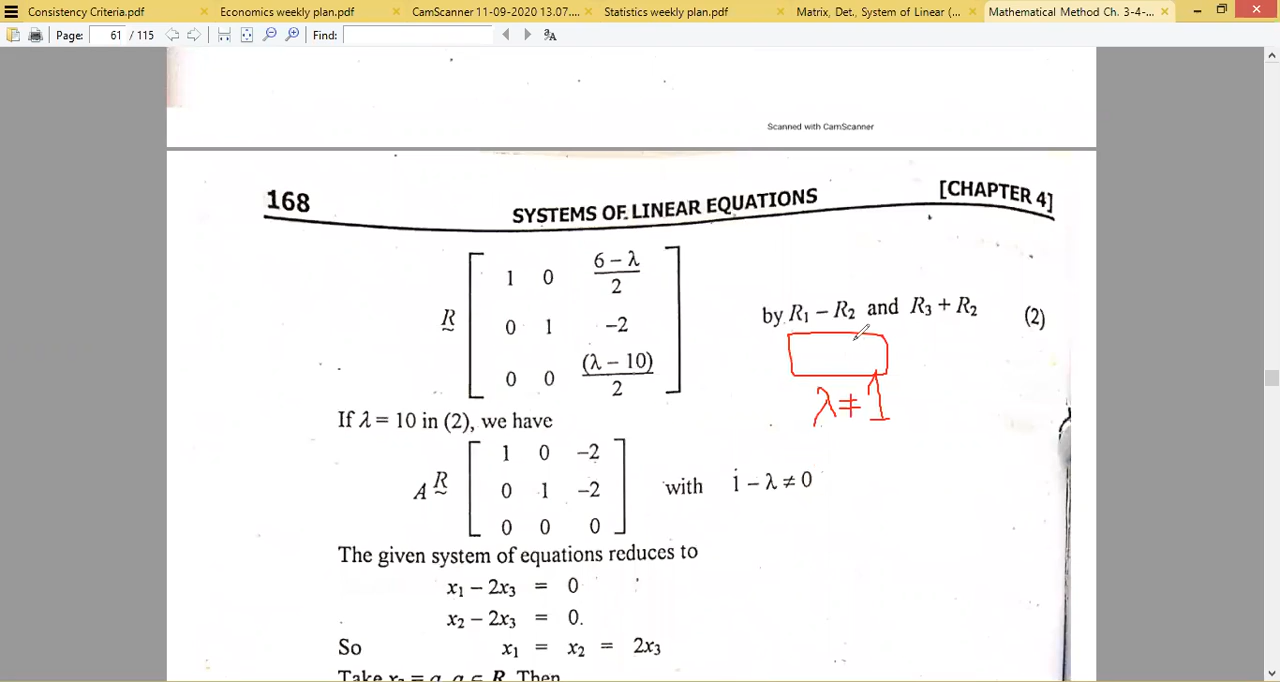 Consistency Criteria.pdf × Economics weekly plan.pdf × CamScanner 11-09-2020 13.07.... × Statistics weekly plan.pdf × Matrix, Det., System of Linear (... × Mathematical Method Ch. 3-4-... ×
Page: 61 / 115 Find:
Scanned with CamScanner
168 SYSTEMS OF LINEAR EQUATIONS [CHAPTER 4]
R ~ [ 1 0 (6 − λ)/2
0 1 −2
0 0 (λ − 10)/2 ] by R₁ − R₂ and R₃ + R₂ (2)
λ ≠ 1
If λ = 10 in (2), we have
A R ~ [ 1 0 −2
0 1 −2
0 0 0 ] with 1 − λ ≠ 0
The given system of equations reduces to
x₁ − 2x₃ = 0
x₂ − 2x₃ = 0.
So x₁ = x₂ = 2x₃